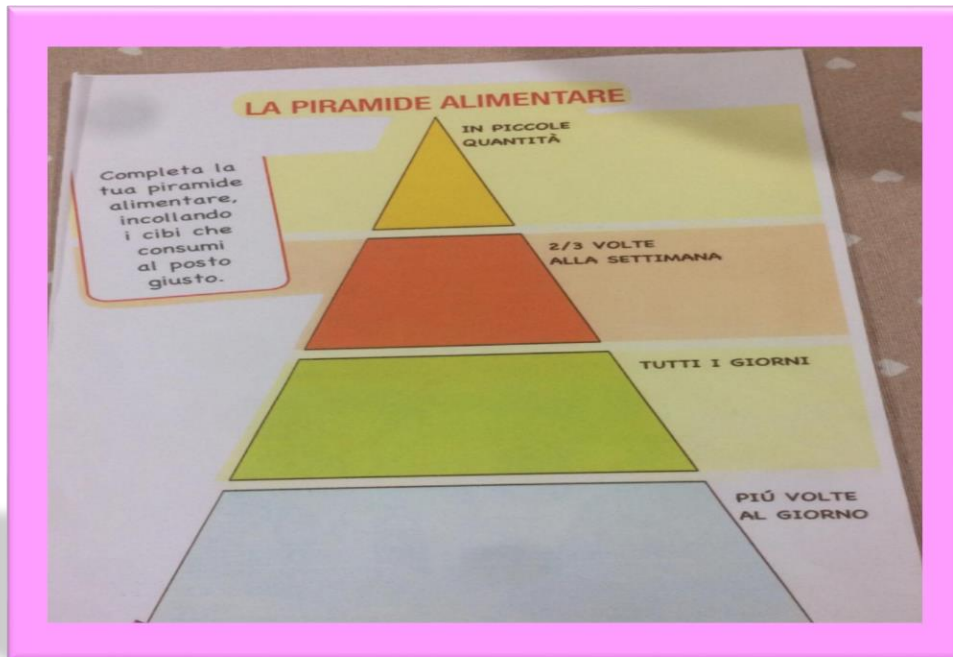 LA PIRAMIDE ALIMENTARE
Completa la
tua piramide
alimentare,
incollando
i cibi che
consumi
al posto
giusto.
IN PICCOLE
QUANTITÀ
2/3 VOLTE
ALLA SETTIMANA
TUTTI I GIORNI
PIÚ VOLTE
AL GIORNO